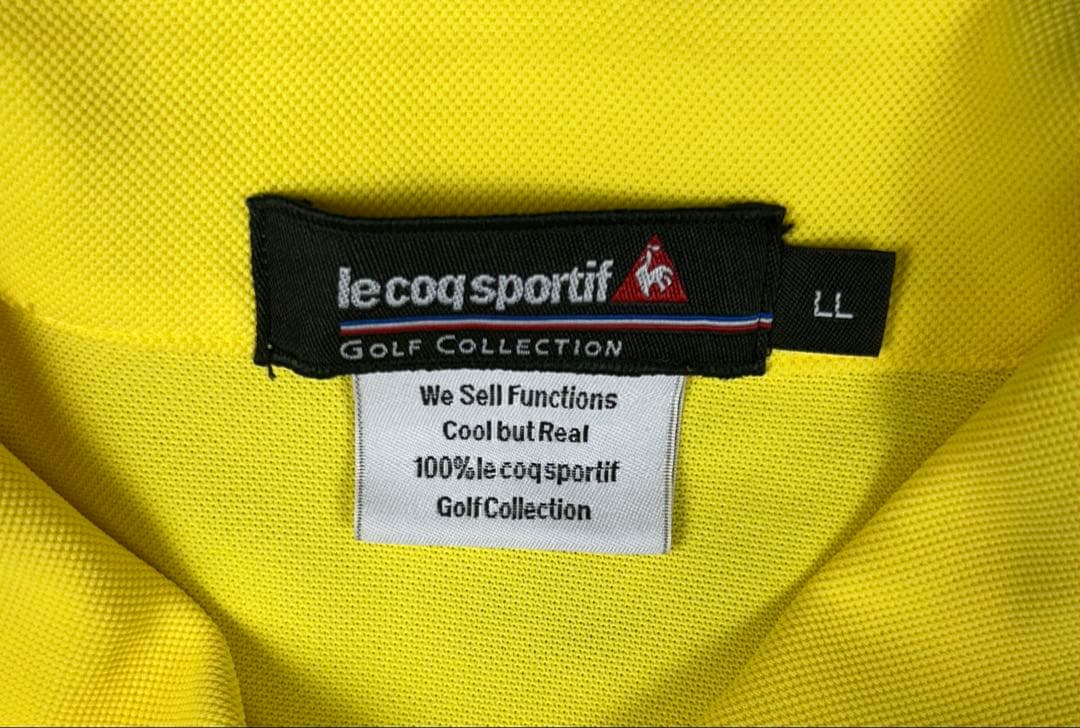 le coq sportif
GOLF COLLECTION
LL
We Sell Functions
Cool but Real
100% le coq sportif
Golf Collection